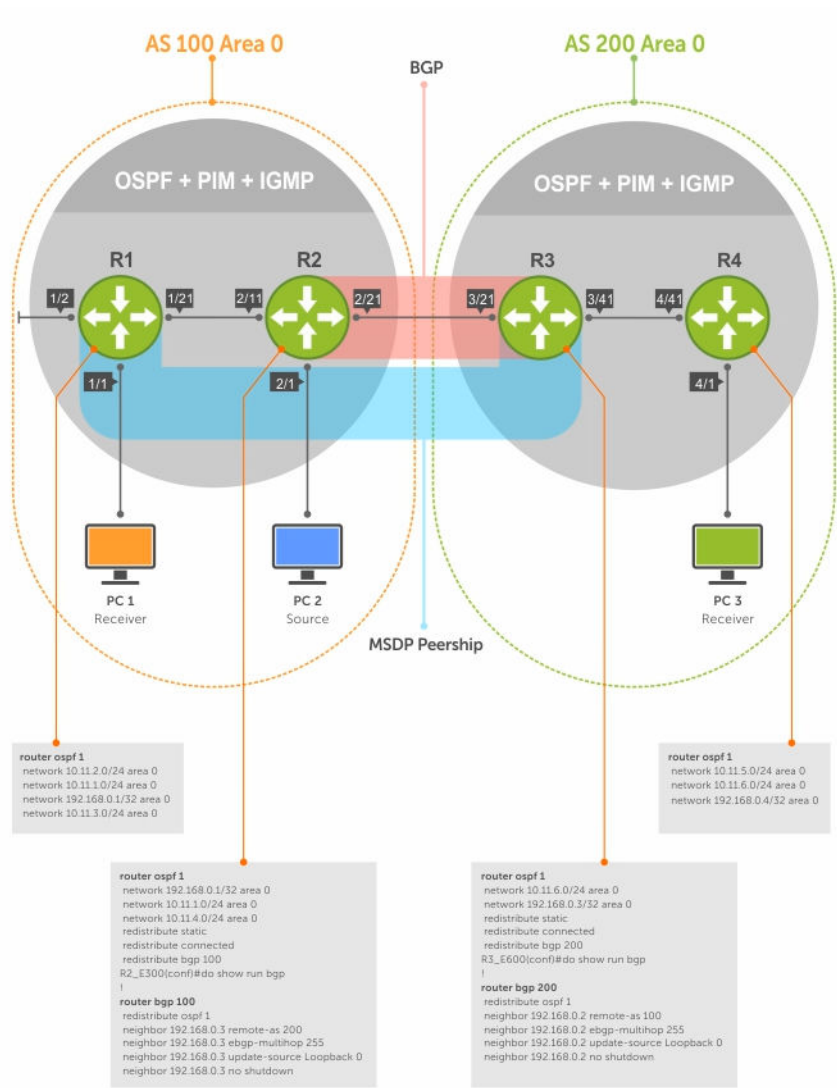 AS 100 Area 0
AS 200 Area 0
BGP
OSPF + PIM + IGMP
OSPF + PIM + IGMP
R1
R2
R3
R4
1/2
1/21
2/11
2/21
3/21
3/41
4/41
1/1
2/1
4/1
PC 1
Receiver
PC 2
Source
PC 3
Receiver
MSDP Peership
router ospf 1
network 10.11.2.0/24 area 0
network 10.11.1.0/24 area 0
network 192.168.0.1/32 area 0
network 10.11.3.0/24 area 0
router ospf 1
network 10.11.5.0/24 area 0
network 10.11.6.0/24 area 0
network 192.168.0.4/32 area 0
router ospf 1
network 192.168.0.1/32 area 0
network 10.11.1.0/24 area 0
network 10.11.4.0/24 area 0
redistribute static
redistribute connected
redistribute bgp 100
R2_E300(conf)#do show run bgp
!
router bgp 100
redistribute ospf 1
neighbor 192.168.0.3 remote-as 200
neighbor 192.168.0.3 ebgp-multihop 255
neighbor 192.168.0.3 update-source Loopback 0
neighbor 192.168.0.3 no shutdown
router ospf 1
network 10.11.6.0/24 area 0
network 192.168.0.3/32 area 0
redistribute static
redistribute connected
redistribute bgp 200
R3_E600(conf)#do show run bgp
!
router bgp 200
redistribute ospf 1
neighbor 192.168.0.2 remote-as 100
neighbor 192.168.0.2 ebgp-multihop 255
neighbor 192.168.0.2 update-source Loopback 0
neighbor 192.168.0.2 no shutdown